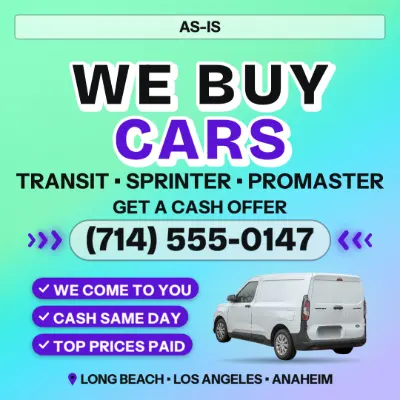 AS-IS
WE BUY
CARS
TRANSIT • SPRINTER • PROMASTER
GET A CASH OFFER
(714) 555-0147
WE COME TO YOU
CASH SAME DAY
TOP PRICES PAID
LONG BEACH • LOS ANGELES • ANAHEIM